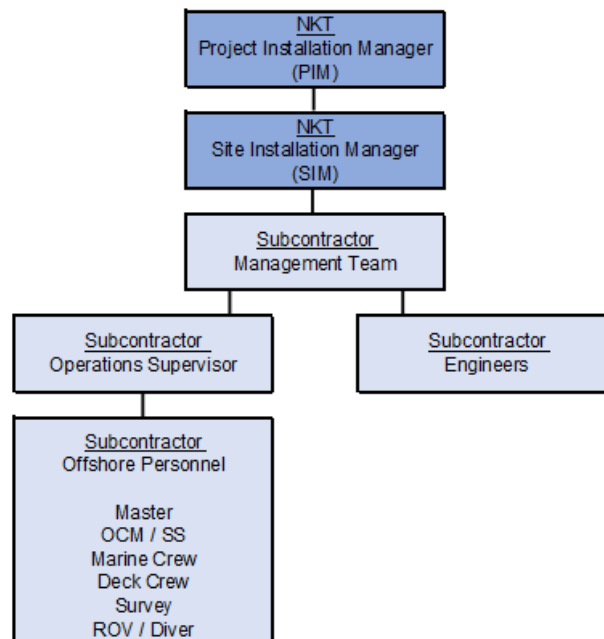 NKT
Project Installation Manager
(PIM)
NKT
Site Installation Manager
(SIM)
Subcontractor
Management Team
Subcontractor
Operations Supervisor
Subcontractor
Engineers
Subcontractor
Offshore Personnel
Master
OCM / SS
Marine Crew
Deck Crew
Survey
ROV / Diver